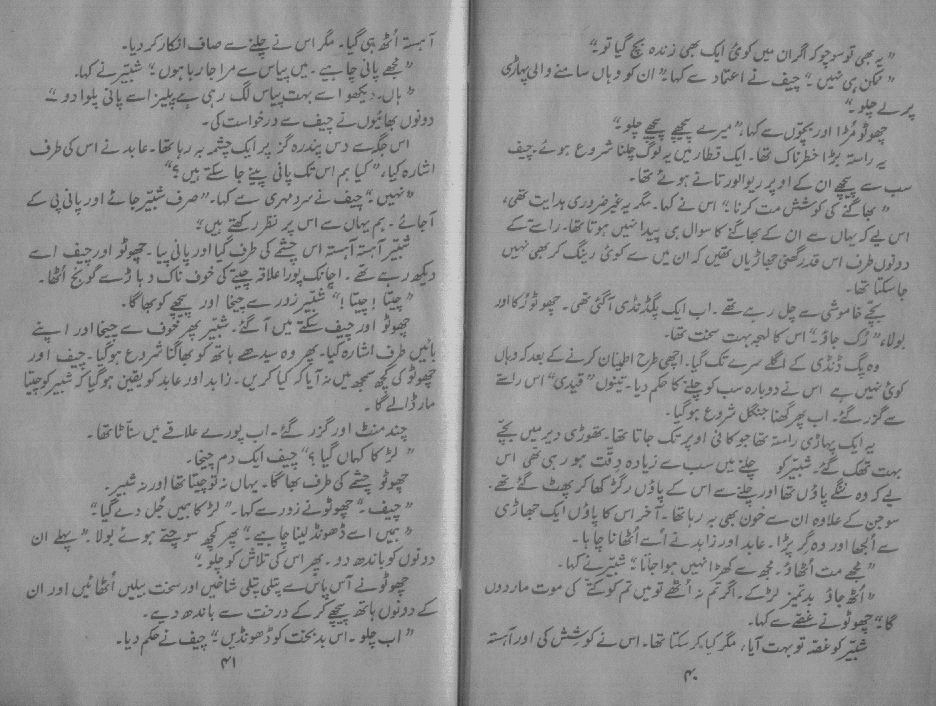 "یہ بھی تو سوچو کہ اگر ان میں کوئی ایک بھی زندہ بچ گیا تو۔"
"ممکن ہی نہیں۔" چیف نے اعتماد سے کہا۔ "ان کو وہاں سامنے والی پہاڑی
پر لے چلو۔"
چھوٹو مڑا اور بچوں سے کہا، "میرے پیچھے پیچھے چلو۔"
یہ راستہ بڑا خطرناک تھا۔ ایک قطار میں یہ لوگ چلنا شروع ہوئے۔ چیف
سب سے پیچھے ان کے اوپر ریوالور تانے ہوئے تھا۔
"بھاگنے کی کوشش مت کرنا۔" اس نے کہا۔ مگر یہ غیر ضروری ہدایت تھی،
اس لیے کہ یہاں سے ان کے بھاگنے کا سوال ہی پیدا نہیں ہوتا تھا۔ راستے کے
دونوں طرف اس قدر گھنی جھاڑیاں تھیں کہ ان میں سے کوئی رینگ کر بھی نہیں
جا سکتا تھا۔
بچے خاموشی سے چل رہے تھے۔ اب ایک پگڈنڈی آ گئی تھی۔ چھوٹو رُکا اور
بولا، "رُک جاؤ۔" اس کا لہجہ بہت سخت تھا۔
وہ پگ ڈنڈی کے اگلے سرے تک گیا۔ اچھی طرح اطمینان کرنے کے بعد کہ وہاں
کوئی نہیں ہے اس نے دوبارہ سب کو چلنے کا حکم دیا۔ تینوں "قیدی" اس راستے
سے گزر گئے۔ اب پھر گھنا جنگل شروع ہو گیا۔
یہ ایک پہاڑی راستہ تھا جو کافی اوپر تک جاتا تھا۔ تھوڑی دیر میں بچے
بہت تھک گئے۔ شبیر کو چلنے میں سب سے زیادہ دقّت ہو رہی تھی اس
لیے کہ وہ ننگے پاؤں تھا اور چلنے سے اس کے پاؤں رگڑ کھا کر پھٹ گئے تھے۔
سوجن کے علاوہ ان سے خون بھی بہہ رہا تھا۔ آخر اس کا پاؤں ایک جھاڑی
سے اُلجھا اور وہ گر پڑا۔ عابد اور زاہد نے اُسے اُٹھانا چاہا۔
"مجھے مت اُٹھاؤ۔ مجھ سے کھڑا نہیں ہوا جاتا۔" شبیّر نے کہا۔
"اُٹھ جاؤ بدتمیز لڑکے۔ اگر تم نہ اُٹھے تو میں تم کو کُتّے کی موت مار دوں
گا۔" چھوٹو نے غصّے سے کہا۔
شبیّر کو غصّہ تو بہت آیا، مگر کیا کر سکتا تھا۔ اس نے کوشش کی اور آہستہ
۴۰
آہستہ اُٹھ ہی گیا۔ مگر اس نے چلنے سے صاف انکار کر دیا۔
"مجھے پانی چاہیے۔ میں پیاس سے مرا جا رہا ہوں۔" شبیّر نے کہا۔
"ہاں۔ دیکھو اسے بہت پیاس لگ رہی ہے پلیز اسے پانی پلوا دو۔"
دونوں بھائیوں نے چیف سے درخواست کی۔
اس جگہ سے دس پندرہ گز پر ایک چشمہ بہہ رہا تھا۔ عابد نے اس کی طرف
اشارہ کیا، "کیا ہم اس تک پانی پینے جا سکتے ہیں؟"
"نہیں۔" چیف نے سرد مہری سے کہا۔ "صرف شبیّر جائے اور پانی پی کے
آ جائے۔ ہم یہاں سے اس پر نظر رکھتے ہیں۔"
شبیّر آہستہ آہستہ اس چشمے کی طرف گیا اور پانی پیا۔ چھوٹو اور چیف اسے
دیکھ رہے تھے۔ اچانک پورا علاقہ چیتے کی خوف ناک دہاڑ سے گونج اُٹھا۔
"چیتا! چیتا!" شبیّر زور سے چیخا اور پیچھے کو بھاگا۔
چھوٹو اور چیف سکتے میں آ گئے۔ شبیّر پھر خوف سے چیخا اور اپنے
بائیں طرف اشارہ کیا۔ پھر وہ سیدھے ہاتھ کو بھاگنا شروع ہو گیا۔ چیف اور
چھوٹو کی کچھ سمجھ میں نہ آیا کہ کیا کریں۔ زاہد اور عابد کو یقین ہو گیا کہ شبیر کو چیتا
مار ڈالے گا۔
چند منٹ اور گزر گئے۔ اب پورے علاقے میں سنّاٹا تھا۔
"لڑکا کہاں گیا؟" چیف ایک دم چیخا۔
چھوٹو چشمے کی طرف بھاگا۔ یہاں نہ تو چیتا تھا اور نہ شبیر۔
"چیف۔" چھوٹو نے زور سے کہا۔ "لڑکا ہمیں جُل دے گیا۔"
"ہمیں اسے ڈھونڈ لینا چاہیے۔" پھر کچھ سوچتے ہوئے بولا۔ "پہلے ان
دونوں کو باندھ دو۔ پھر اس کی تلاش کو چلو۔"
چھوٹو نے آس پاس سے پتلی پتلی شاخیں اور سخت بیلیں اُٹھائیں اور ان
کے دونوں ہاتھ پیچھے کر کے درخت سے باندھ دیے۔
"اب چلو۔ اس بدبخت کو ڈھونڈیں۔" چیف نے حکم دیا۔
۴۱